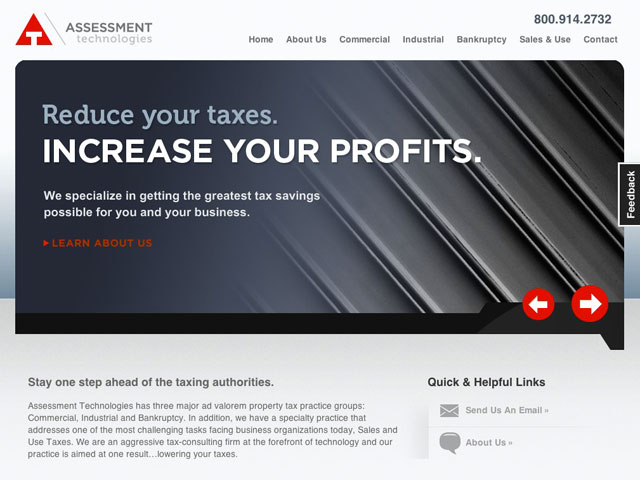 800.914.2732
ASSESSMENT
technologies
Home About Us Commercial Industrial Bankruptcy Sales & Use Contact
Reduce your taxes.
INCREASE YOUR PROFITS.
We specialize in getting the greatest tax savings
possible for you and your business.
LEARN ABOUT US
Feedback
Stay one step ahead of the taxing authorities.
Assessment Technologies has three major ad valorem property tax practice groups:
Commercial, Industrial and Bankruptcy. In addition, we have a specialty practice that
addresses one of the most challenging tasks facing business organizations today, Sales and
Use Taxes. We are an aggressive tax-consulting firm at the forefront of technology and our
practice is aimed at one result…lowering your taxes.
Quick & Helpful Links
Send Us An Email »
About Us »